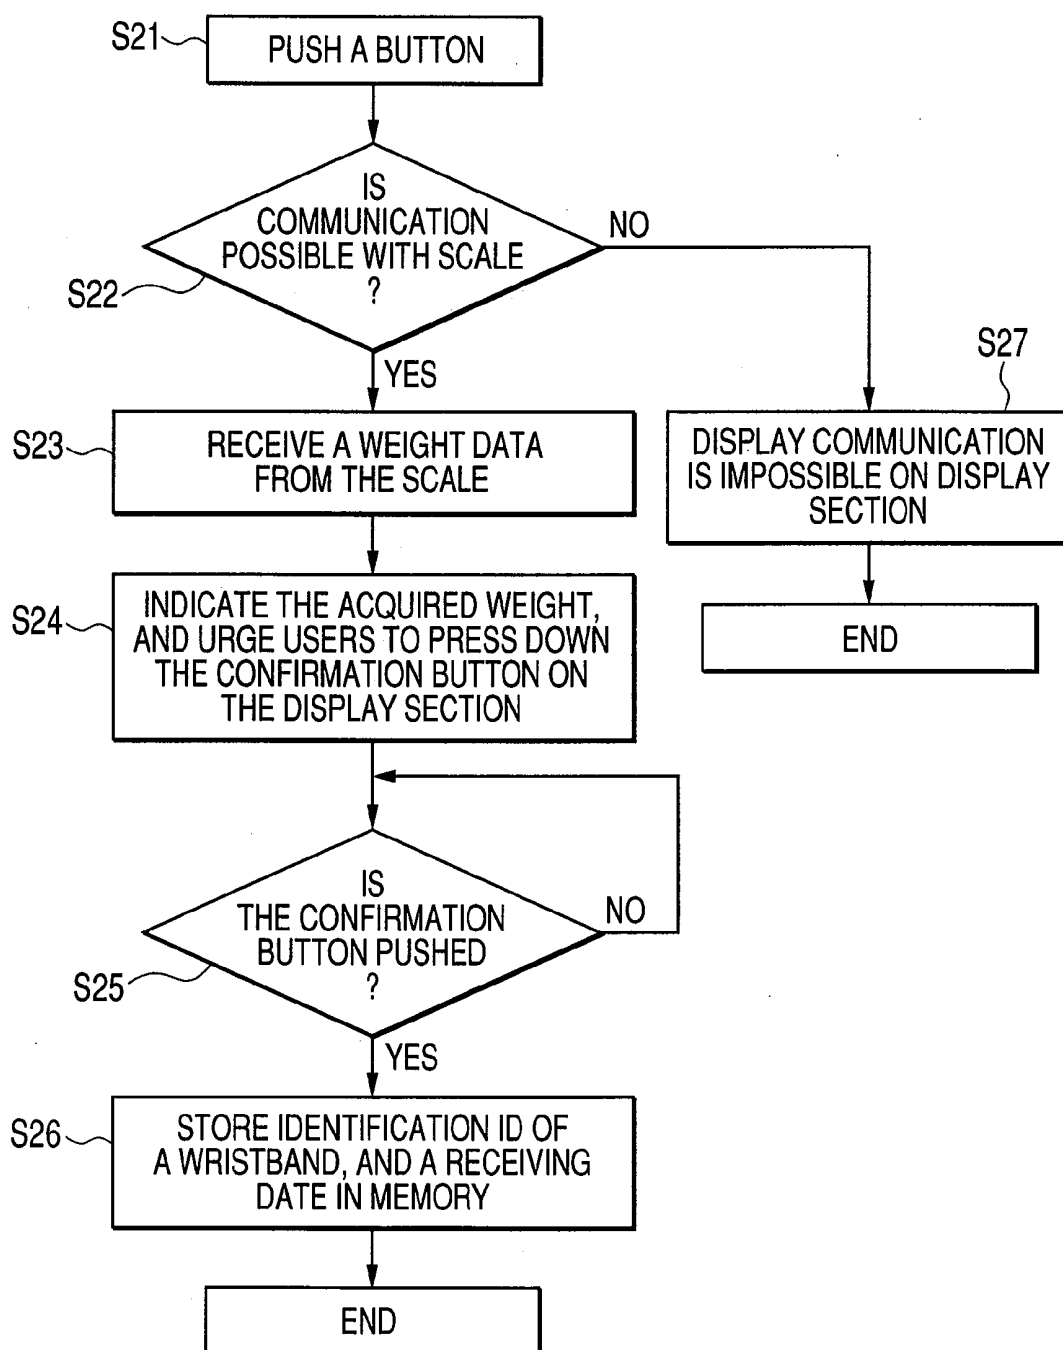 S21
PUSH A BUTTON
IS
COMMUNICATION
POSSIBLE WITH SCALE
?
NO
S22
YES
S27
S23
RECEIVE A WEIGHT DATA
FROM THE SCALE
DISPLAY COMMUNICATION
IS IMPOSSIBLE ON DISPLAY
SECTION
S24
INDICATE THE ACQUIRED WEIGHT,
AND URGE USERS TO PRESS DOWN
THE CONFIRMATION BUTTON ON
THE DISPLAY SECTION
END
IS
THE CONFIRMATION
BUTTON PUSHED
?
NO
S25
YES
S26
STORE IDENTIFICATION ID OF
A WRISTBAND, AND A RECEIVING
DATE IN MEMORY
END